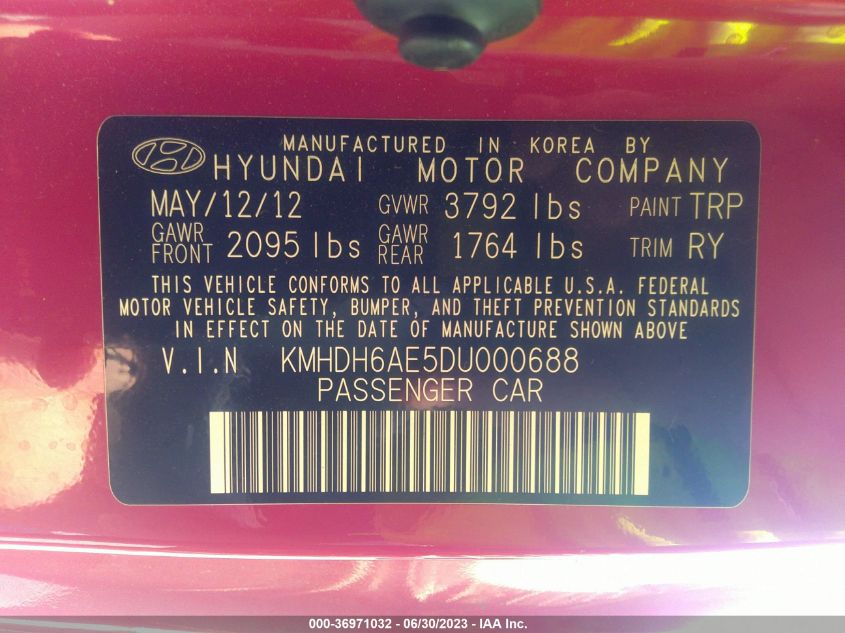 MANUFACTURED IN KOREA BY
HYUNDAI MOTOR COMPANY
MAY/12/12 GVWR 3792 lbs PAINT TRP
GAWR FRONT 2095 lbs GAWR REAR 1764 lbs TRIM RY
THIS VEHICLE CONFORMS TO ALL APPLICABLE U.S.A. FEDERAL
MOTOR VEHICLE SAFETY, BUMPER, AND THEFT PREVENTION STANDARDS
IN EFFECT ON THE DATE OF MANUFACTURE SHOWN ABOVE
V.I.N KMHDH6AE5DU000688
PASSENGER CAR
000-36971032 - 06/30/2023 - IAA Inc.